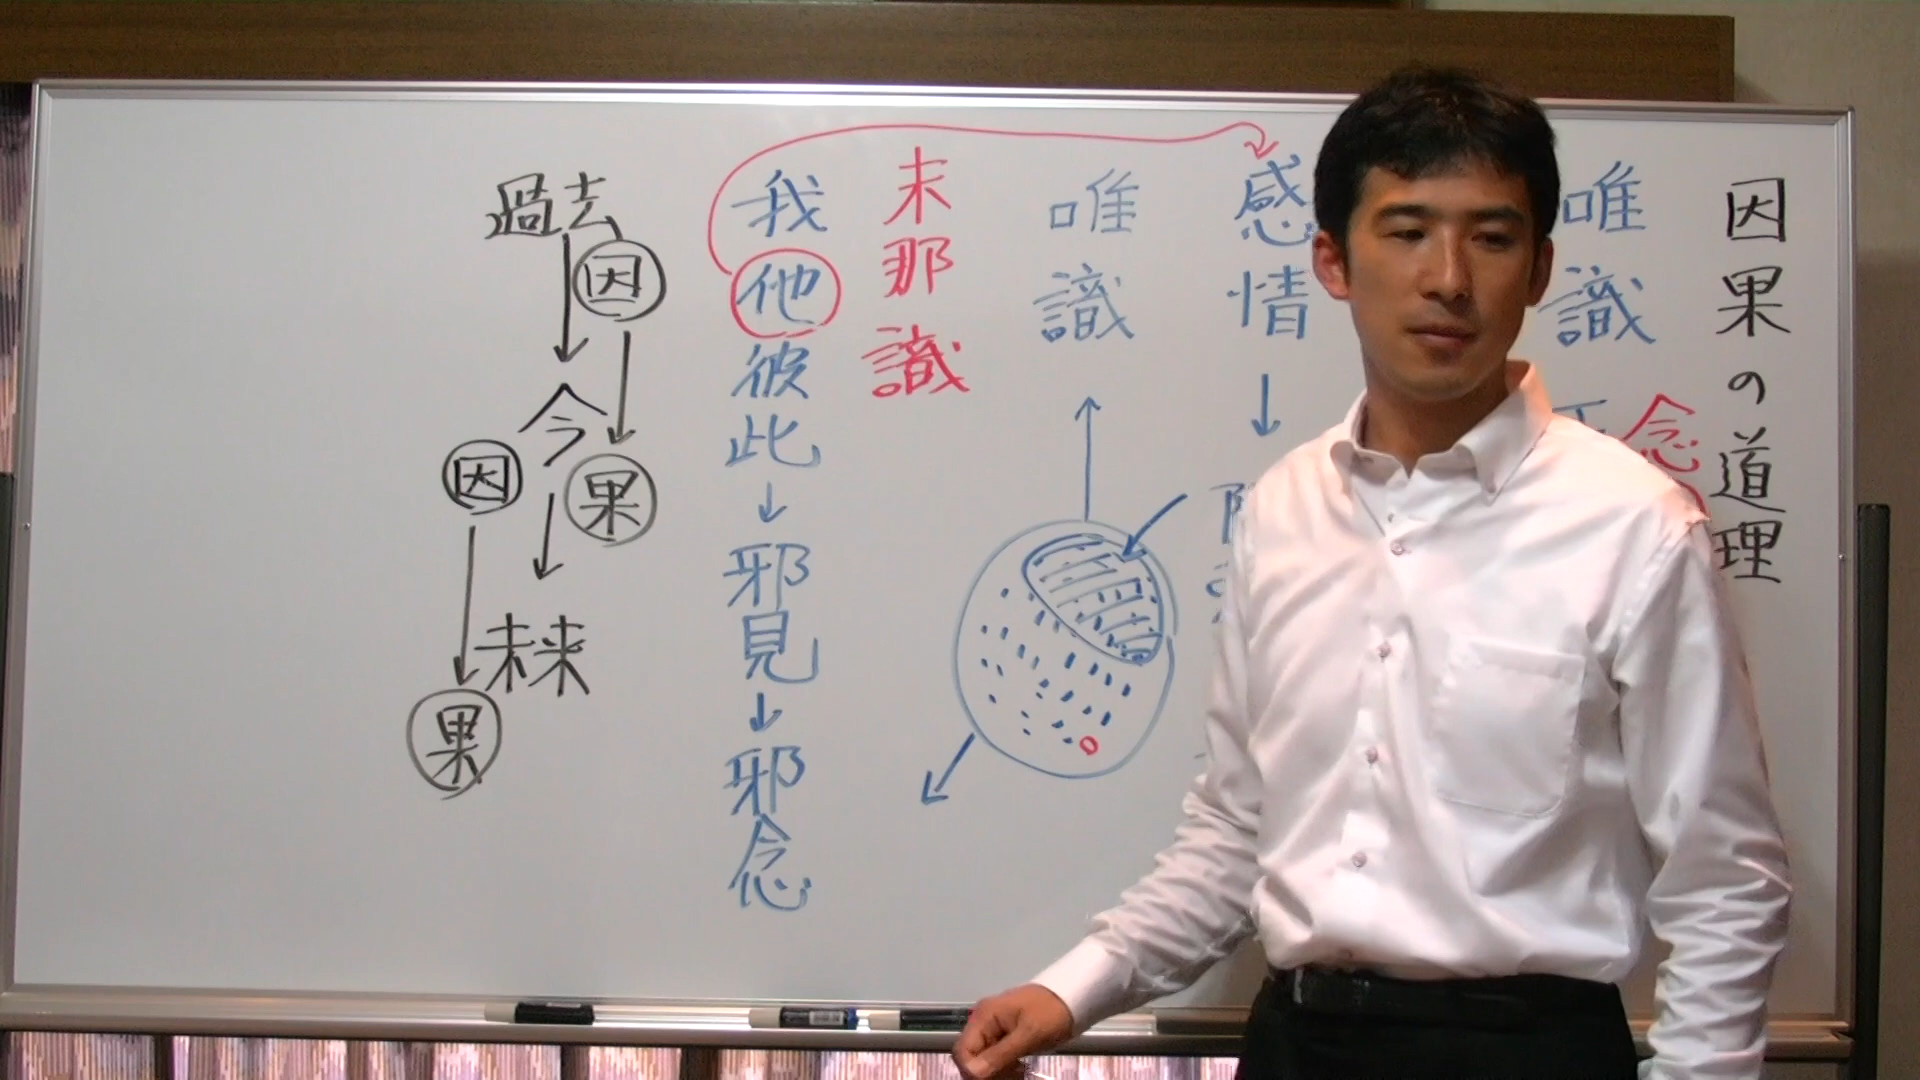 因果の道理
唯識
念
感情
唯識
末那識
我他彼此→邪見→邪念
過去
因
今
果
因
未来
果